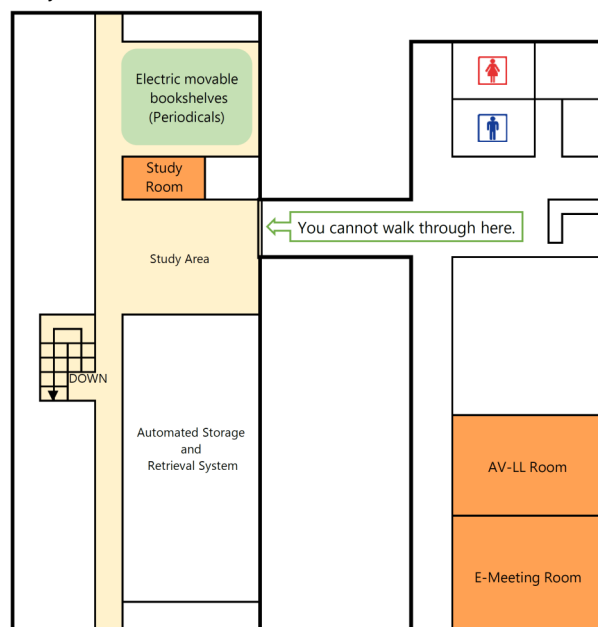 Electric movable
bookshelves
(Periodicals)
Study
Room
You cannot walk through here.
Study Area
DOWN
Automated Storage
and
Retrieval System
AV-LL Room
E-Meeting Room